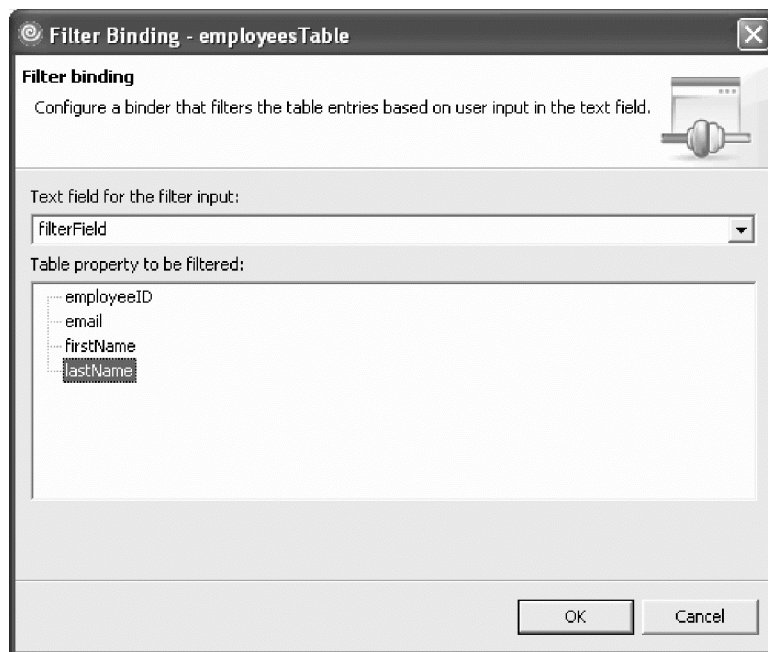 Filter Binding - employeesTable
Filter binding
Configure a binder that filters the table entries based on user input in the text field.
Text field for the filter input:
filterField
Table property to be filtered:
employeeID
email
firstName
lastName
OK Cancel